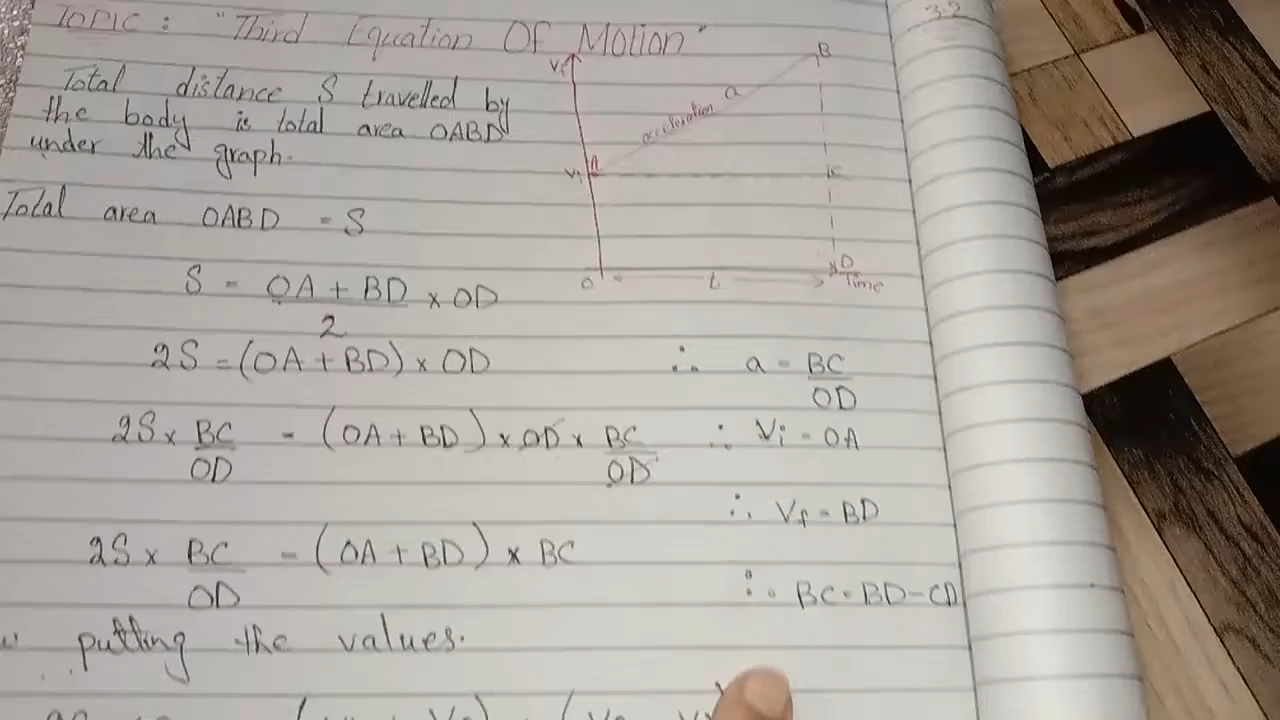 32
TOPIC: "Third Equation Of Motion"
Total distance S travelled by
the body is total area OABD
under the graph.
Total area OABD = S
S = OA + BD × OD
2
2S = (OA + BD) × OD
2S × BC = (OA + BD) × OD × BC
OD OD
2S × BC = (OA + BD) × BC
OD
putting the values.
Vf
B
acceleration a
Vi A
C
O
t
D
Time
∴ a = BC
OD
∴ Vi = OA
∴ Vf = BD
∴ BC = BD - CD